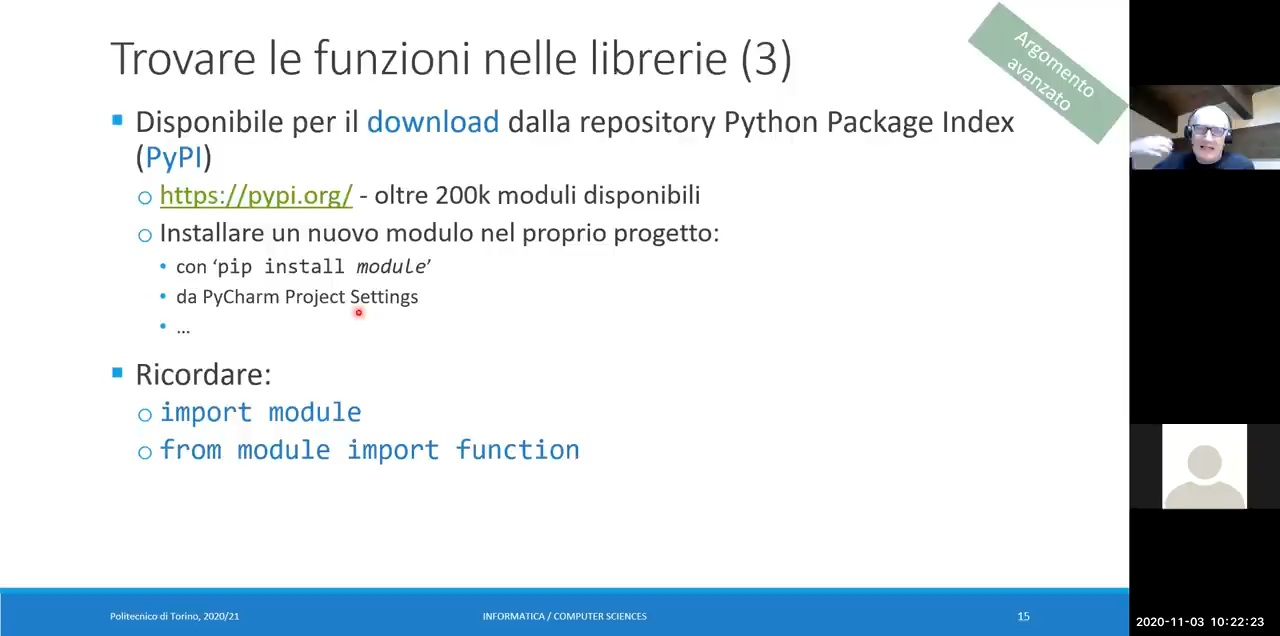 Trovare le funzioni nelle librerie (3)
Argomento
avanzato
▪ Disponibile per il download dalla repository Python Package Index
(PyPI)
o https://pypi.org/ - oltre 200k moduli disponibili
o Installare un nuovo modulo nel proprio progetto:
• con ‘pip install module’
• da PyCharm Project Settings
• …
▪ Ricordare:
o import module
o from module import function
Politecnico di Torino, 2020/21
INFORMATICA / COMPUTER SCIENCES
15
2020-11-03 10:22:23